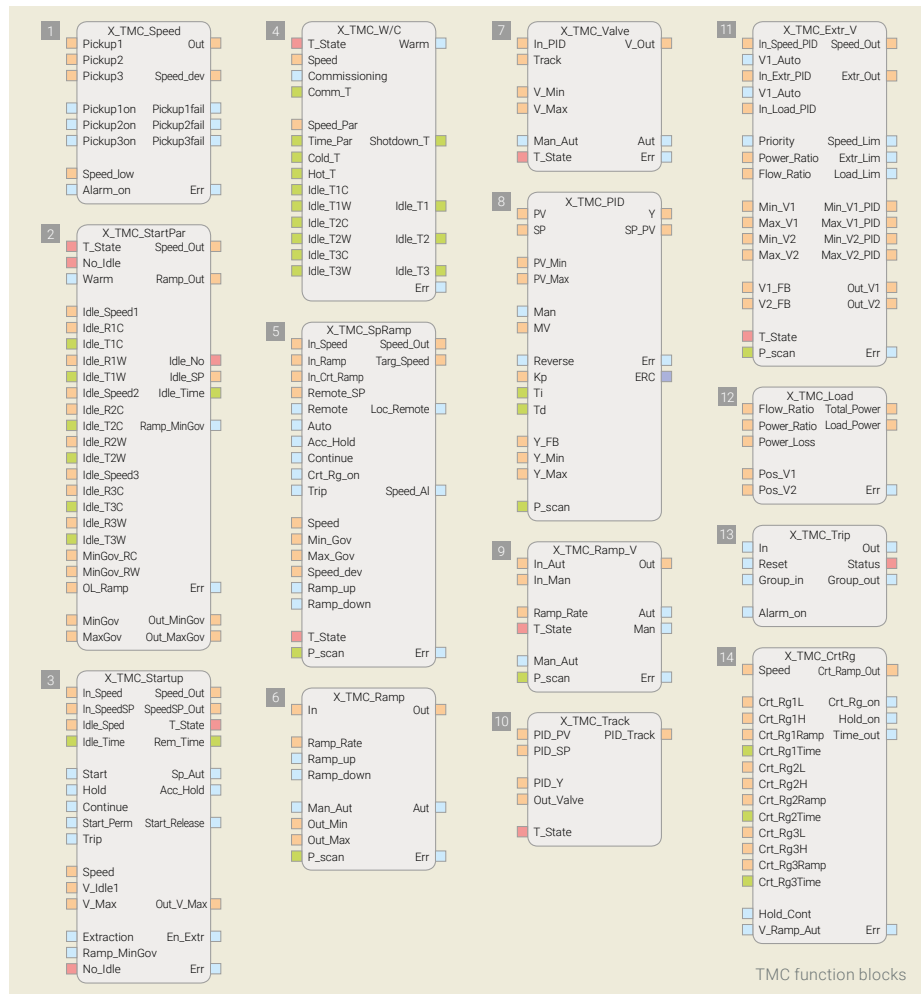 1
X_TMC_Speed
Pickup1 Out
Pickup2
Pickup3 Speed_dev
Pickup1on Pickup1fail
Pickup2on Pickup2fail
Pickup3on Pickup3fail
Speed_low
Alarm_on Err
2
X_TMC_StartPar
T_State Speed_Out
No_Idle
Warm Ramp_Out
Idle_Speed1
Idle_R1C
Idle_T1C
Idle_R1W Idle_No
Idle_T1W Idle_SP
Idle_Speed2 Idle_Time
Idle_R2C
Idle_T2C Ramp_MinGov
Idle_R2W
Idle_T2W
Idle_Speed3
Idle_R3C
Idle_T3C
Idle_R3W
Idle_T3W
MinGov_RC
MinGov_RW
OL_Ramp Err
MinGov Out_MinGov
MaxGov Out_MaxGov
3
X_TMC_Startup
In_Speed Speed_Out
In_SpeedSP SpeedSP_Out
Idle_Sped T_State
Idle_Time Rem_Time
Start Sp_Aut
Hold Acc_Hold
Continue
Start_Perm Start_Release
Trip
Speed
V_Idle1
V_Max Out_V_Max
Extraction En_Extr
Ramp_MinGov
No_Idle Err
4
X_TMC_W/C
T_State Warm
Speed
Commissioning
Comm_T
Speed_Par
Time_Par Shotdown_T
Cold_T
Hot_T
Idle_T1C
Idle_T1W Idle_T1
Idle_T2C
Idle_T2W Idle_T2
Idle_T3C
Idle_T3W Idle_T3
Err
5
X_TMC_SpRamp
In_Speed Speed_Out
In_Ramp Targ_Speed
In_Crt_Ramp
Remote_SP
Remote Loc_Remote
Auto
Acc_Hold
Continue
Crt_Rg_on
Trip Speed_Al
Speed
Min_Gov
Max_Gov
Speed_dev
Ramp_up
Ramp_down
T_State
P_scan Err
6
X_TMC_Ramp
In Out
Ramp_Rate
Ramp_up
Ramp_down
Man_Aut Aut
Out_Min
Out_Max
P_scan Err
7
X_TMC_Valve
In_PID V_Out
Track
V_Min
V_Max
Man_Aut Aut
T_State Err
8
X_TMC_PID
PV Y
SP SP_PV
PV_Min
PV_Max
Man
MV
Reverse Err
Kp ERC
Ti
Td
Y_FB
Y_Min
Y_Max
P_scan
9
X_TMC_Ramp_V
In_Aut Out
In_Man
Ramp_Rate Aut
T_State Man
Man_Aut
P_scan Err
10
X_TMC_Track
PID_PV PID_Track
PID_SP
PID_Y
Out_Valve
T_State
11
X_TMC_Extr_V
In_Speed_PID Speed_Out
V1_Auto
In_Extr_PID Extr_Out
V1_Auto
In_Load_PID
Priority Speed_Lim
Power_Ratio Extr_Lim
Flow_Ratio Load_Lim
Min_V1 Min_V1_PID
Max_V1 Max_V1_PID
Min_V2 Min_V2_PID
Max_V2 Max_V2_PID
V1_FB Out_V1
V2_FB Out_V2
T_State
P_scan Err
12
X_TMC_Load
Flow_Ratio Total_Power
Power_Ratio Load_Power
Power_Loss
Pos_V1
Pos_V2 Err
13
X_TMC_Trip
In Out
Reset Status
Group_in Group_out
Alarm_on
14
X_TMC_CrtRg
Speed Crt_Ramp_Out
Crt_Rg1L Crt_Rg_on
Crt_Rg1H Hold_on
Crt_Rg1Ramp Time_out
Crt_Rg1Time
Crt_Rg2L
Crt_Rg2H
Crt_Rg2Ramp
Crt_Rg2Time
Crt_Rg3L
Crt_Rg3H
Crt_Rg3Ramp
Crt_Rg3Time
Hold_Cont
V_Ramp_Aut Err
TMC function blocks